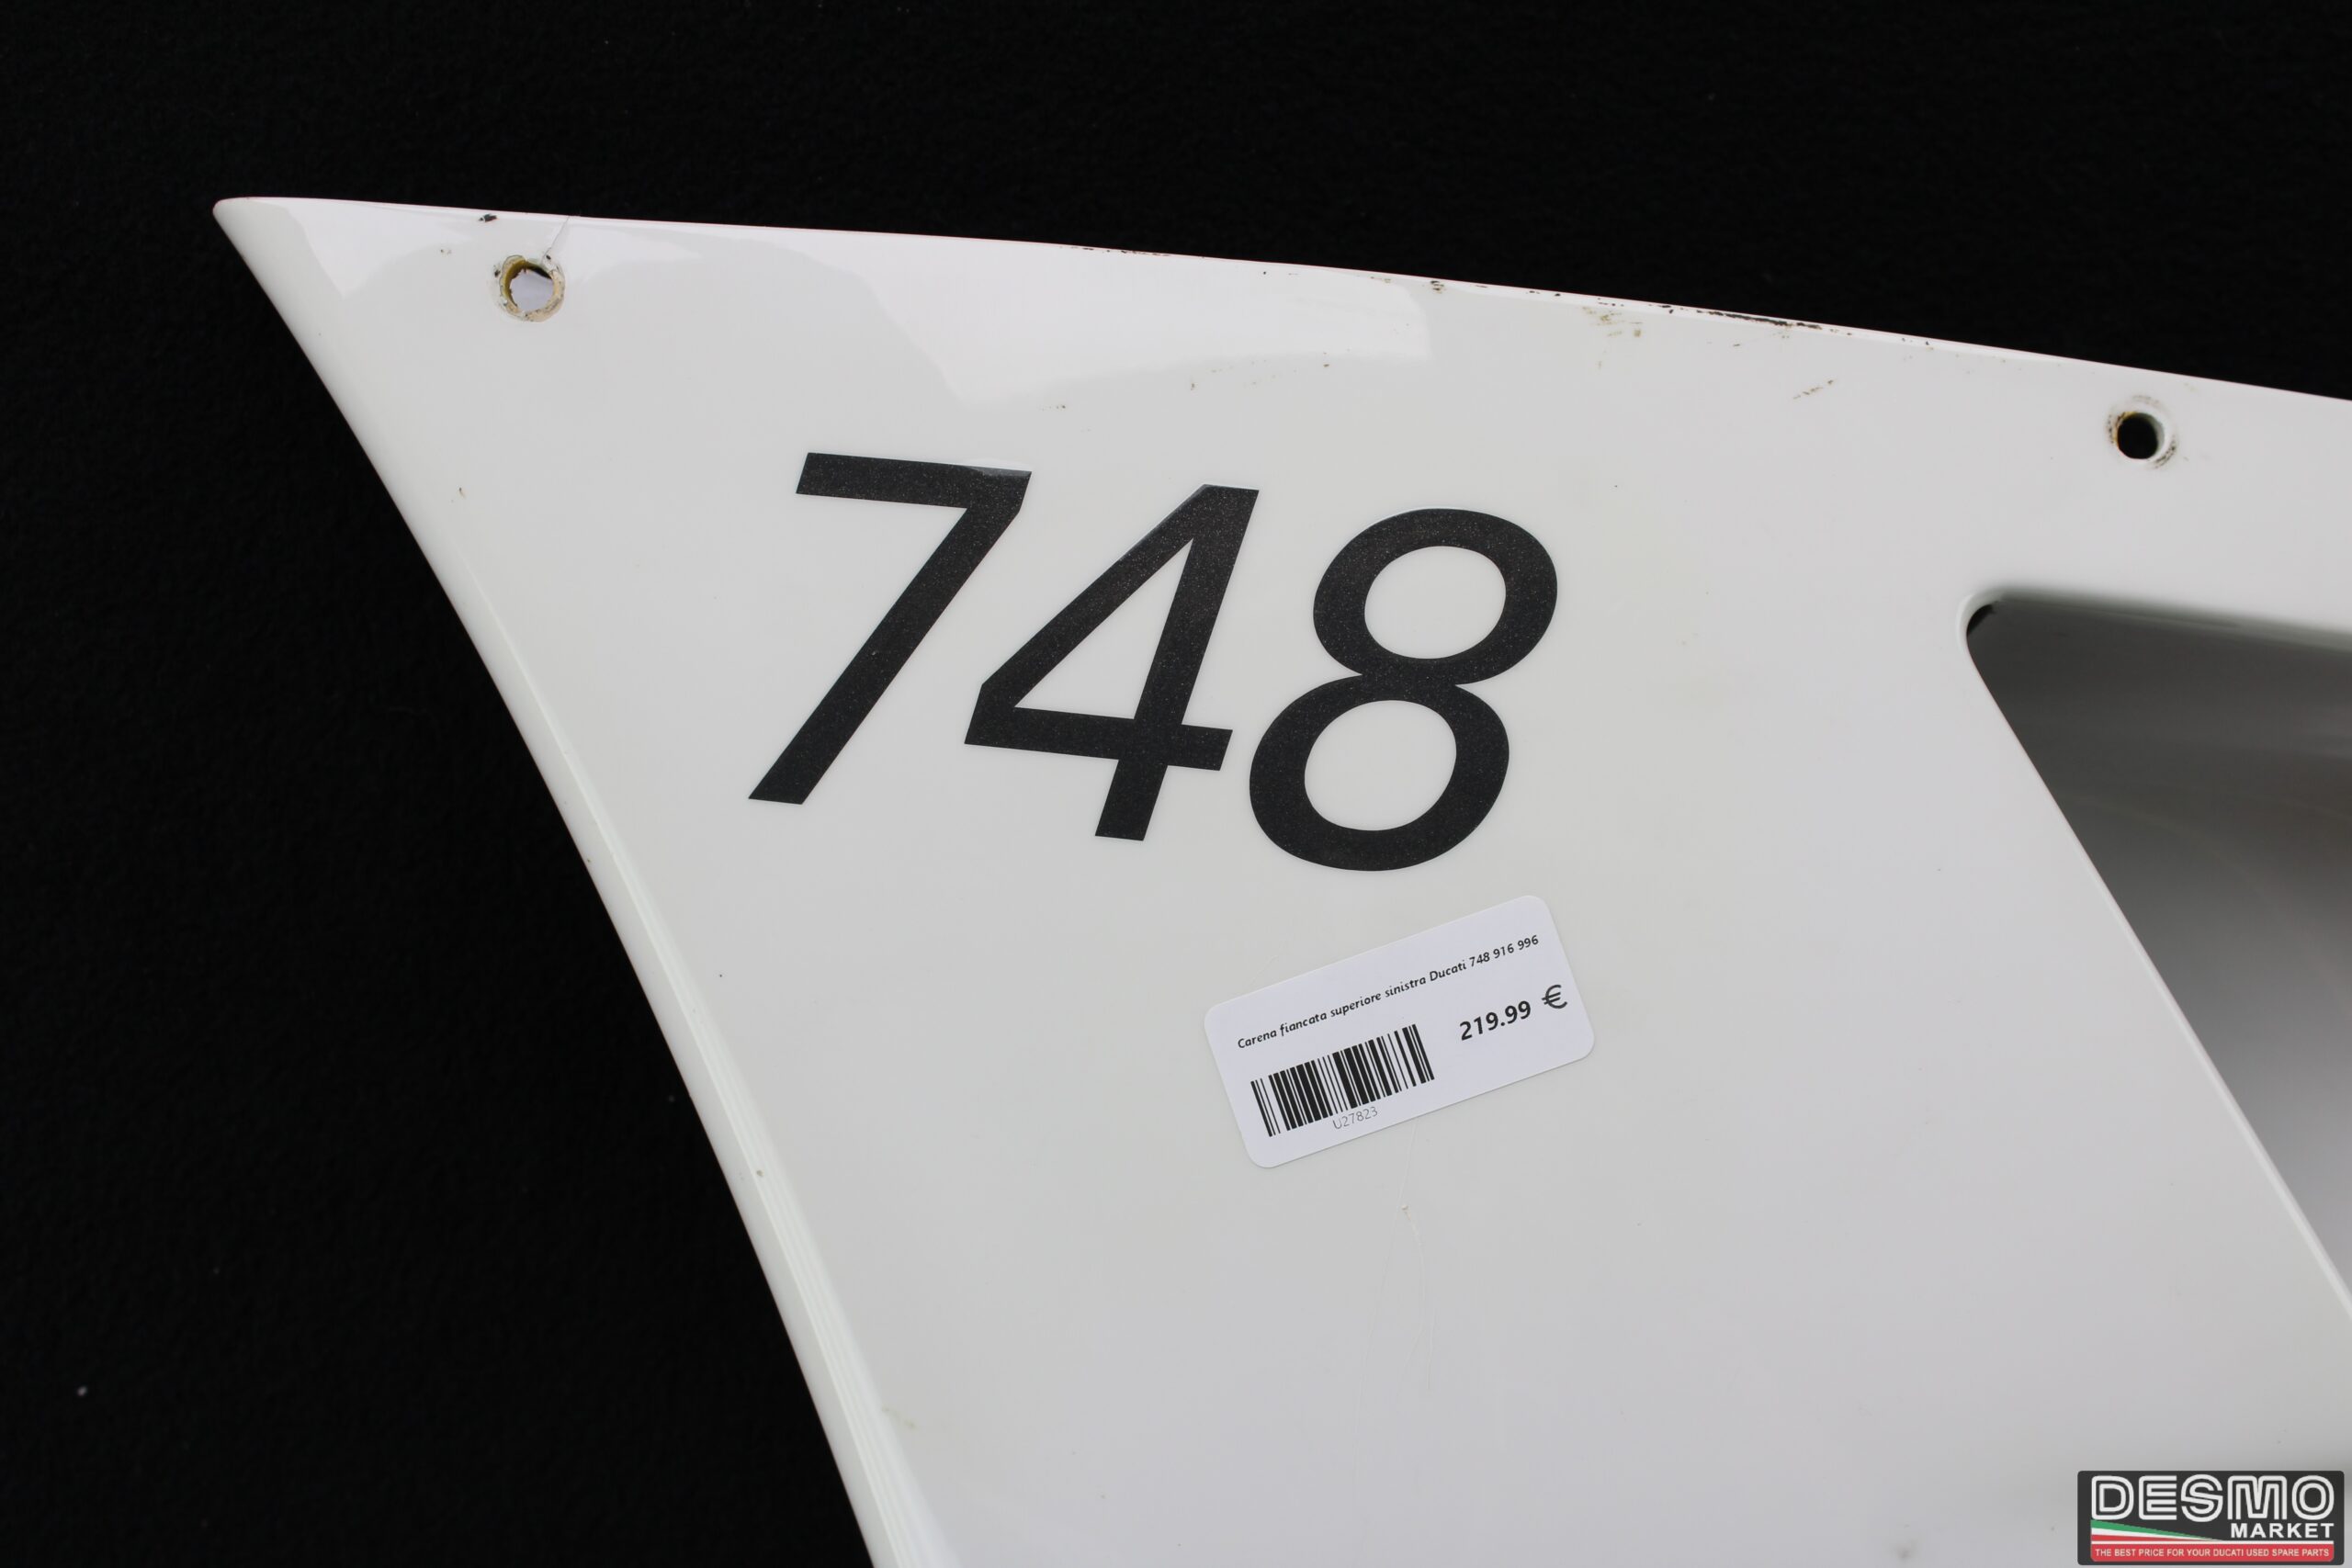 748
Carena fiancata superiore sinistra Ducati 748 916 996
219.99 €
U27823
DESMO
MARKET
THE BEST PRICE FOR YOUR DUCATI USED SPARE PARTS